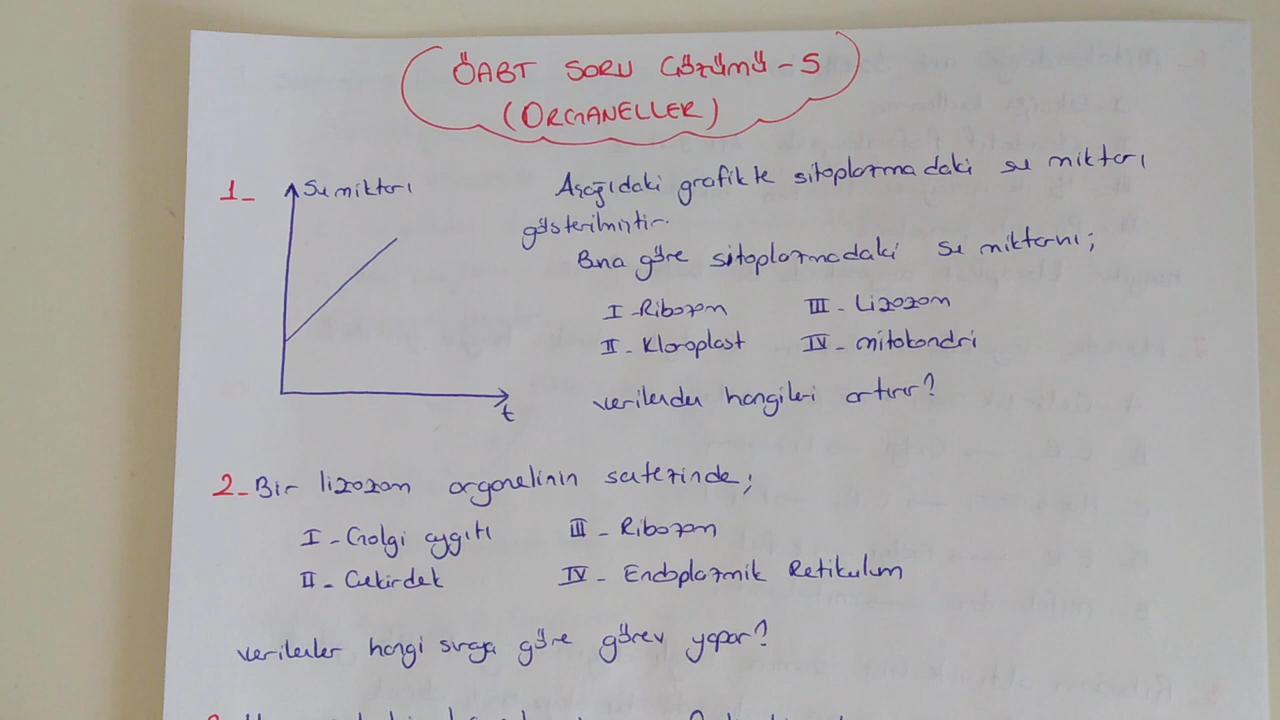 ÖABT SORU ÇÖZÜMÜ-5
(ORGANELLER)
1- Su miktarı
Aşağıdaki grafikte sitoplazmadaki su miktarı
gösterilmiştir.
Buna göre sitoplazmadaki su miktarını;
I - Ribozom III - Lizozom
II - Kloroplast IV - mitokondri
verilenlerden hangileri artırır?
t
2- Bir lizozom organelinin sentezinde;
I - Golgi aygıtı III - Ribozom
II - Çekirdek IV - Endoplazmik Retikulum
verilenler hangi sıraya göre görev yapar?